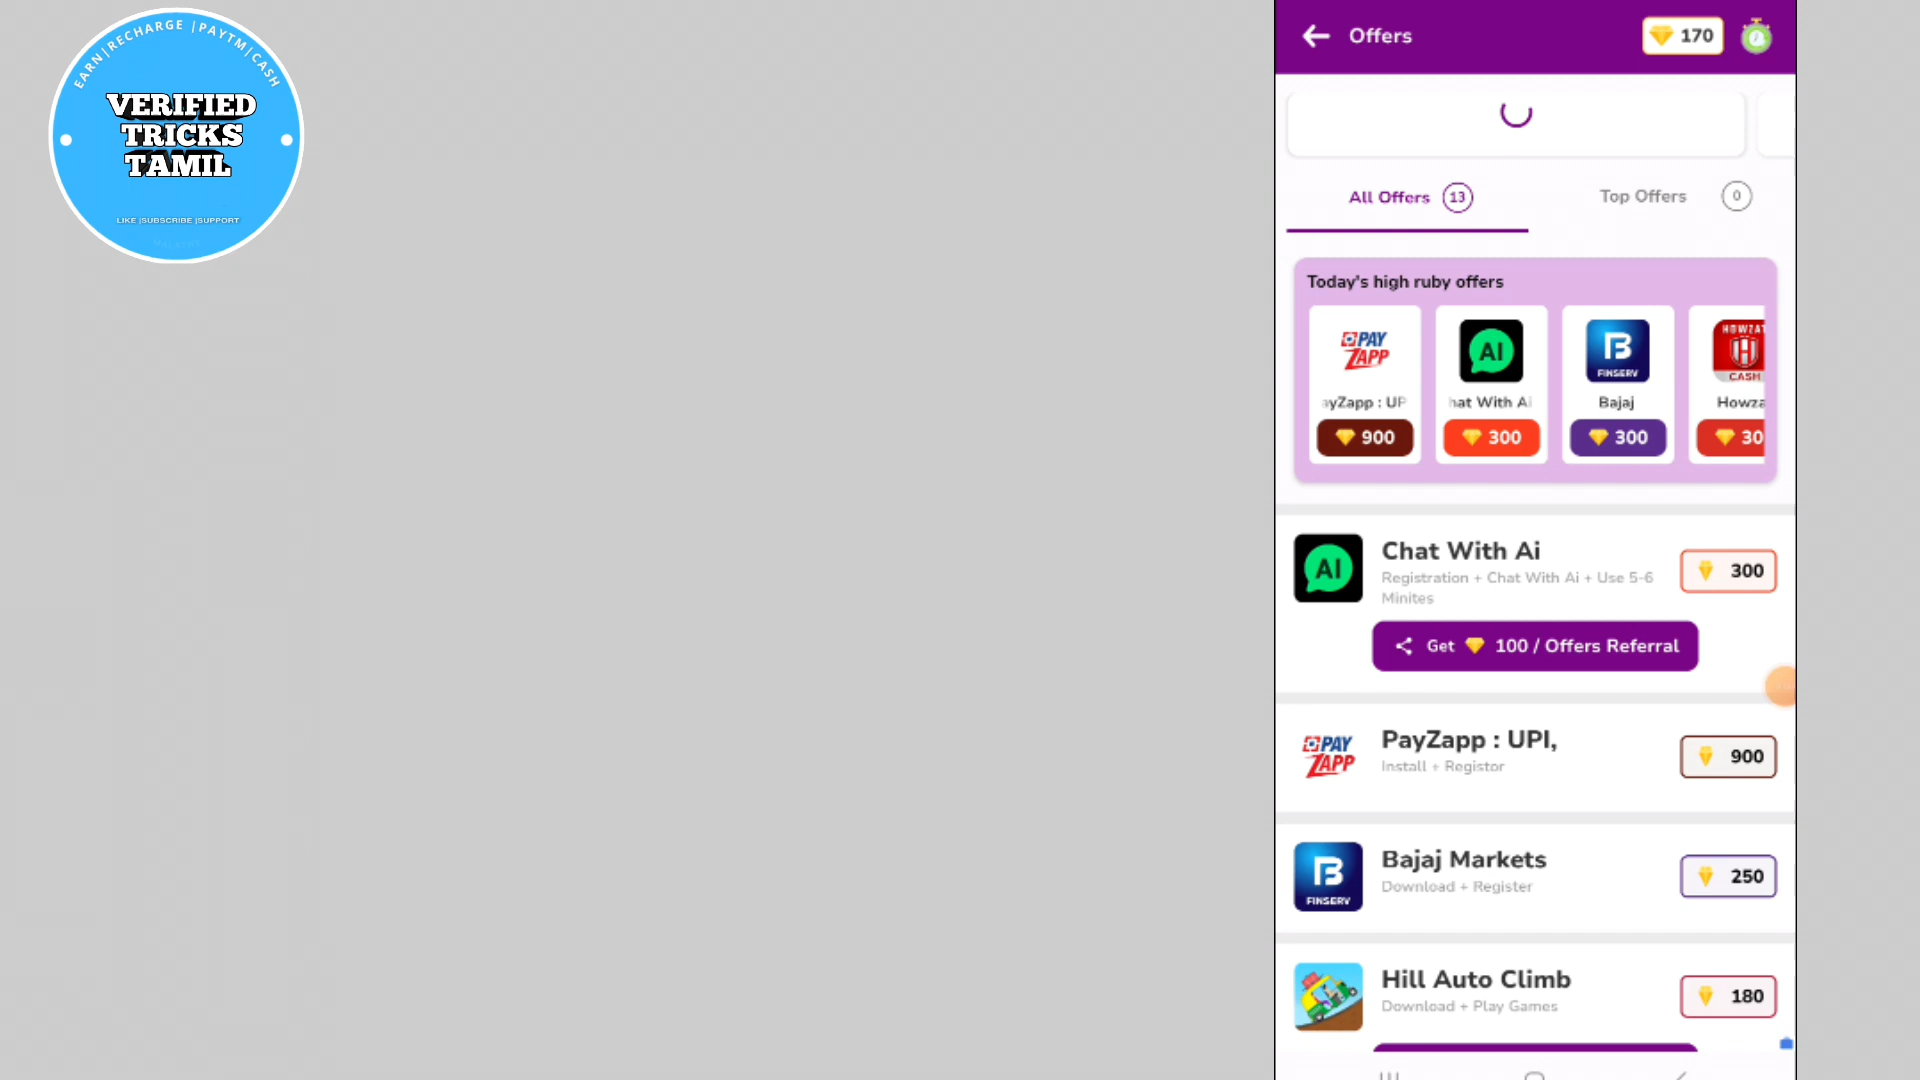 EARN|RECHARGE |PAYTM|CASH
VERIFIED
TRICKS
TAMIL
LIKE |SUBSCRIBE |SUPPORT
Offers
170
All Offers 13
Top Offers 0
Today's high ruby offers
PAY
ZAPP
AI
B
FINSERV
HOWZAT
H
CASH
ayZapp : UP
hat With Ai
Bajaj
Howza
900
300
300
30
AI
Chat With Ai
300
Registration + Chat With Ai + Use 5-6
Minites
Get 100 / Offers Referral
PAY
ZAPP
PayZapp : UPI,
900
Install + Registor
B
FINSERV
Bajaj Markets
250
Download + Register
Hill Auto Climb
180
Download + Play Games